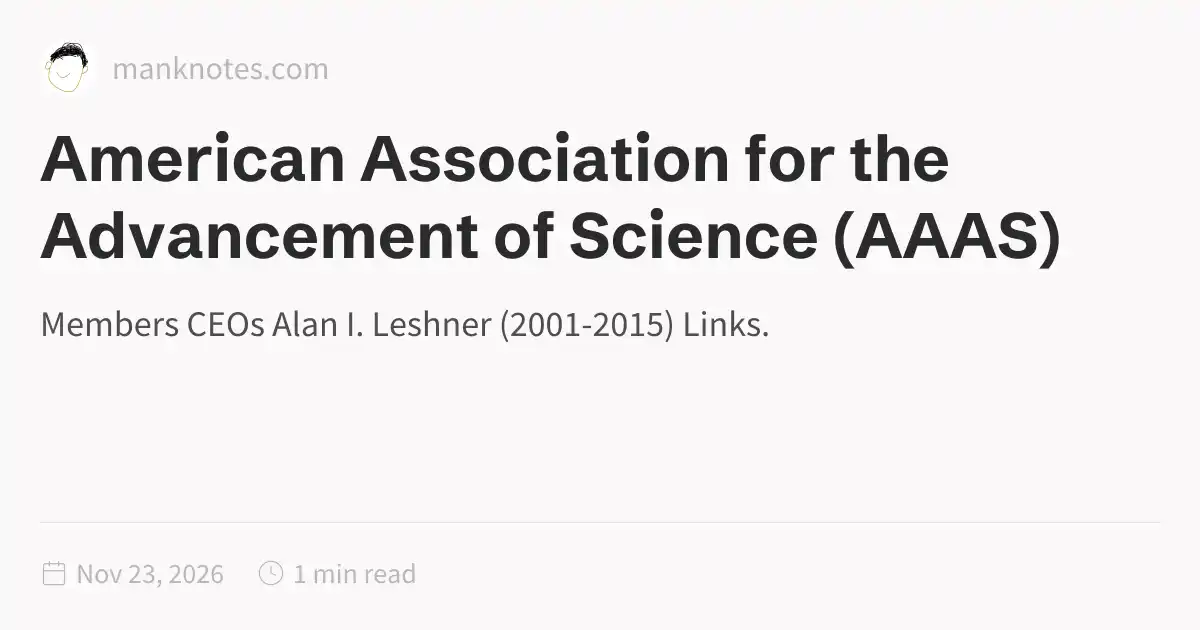 manknotes.com
American Association for the
Advancement of Science (AAAS)
Members CEOs Alan I. Leshner (2001-2015) Links.
Nov 23, 2026 1 min read